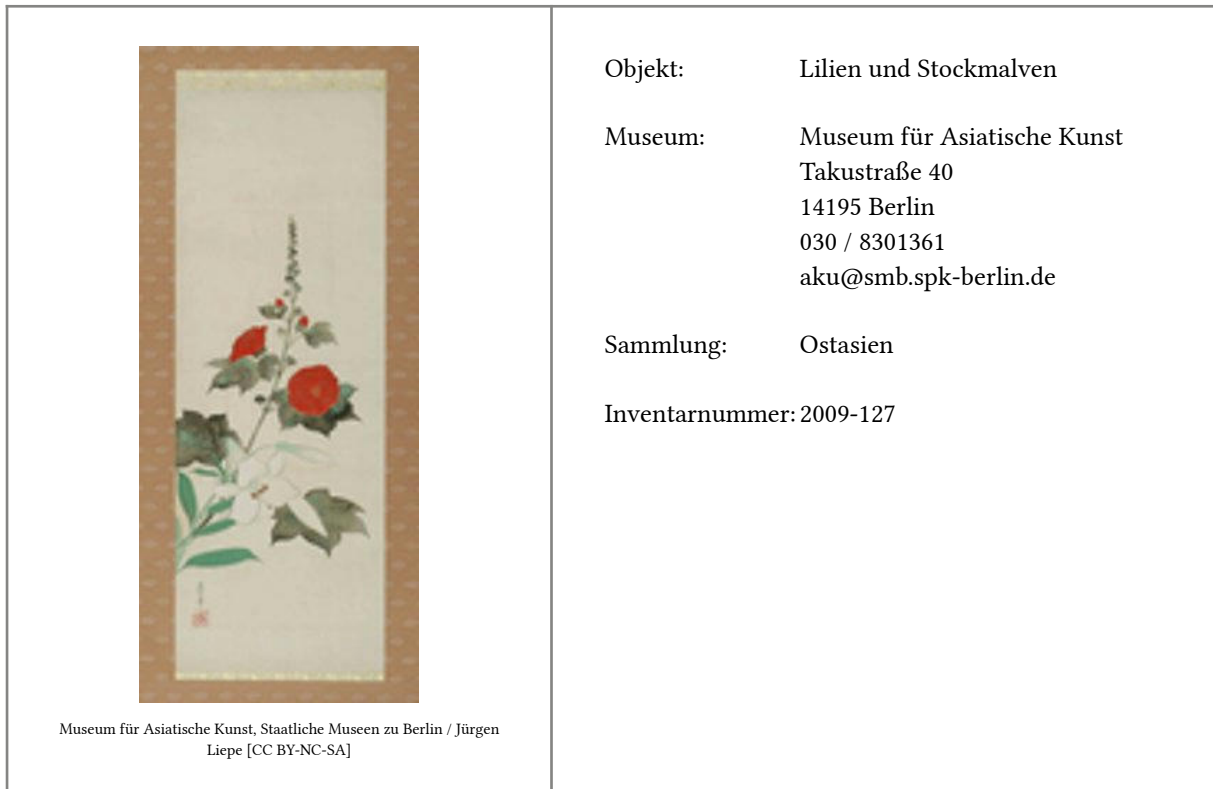 Museum für Asiatische Kunst, Staatliche Museen zu Berlin / Jürgen
Liepe [CC BY-NC-SA]
Objekt: Lilien und Stockmalven
Museum: Museum für Asiatische Kunst
Takustraße 40
14195 Berlin
030 / 8301361
aku@smb.spk-berlin.de
Sammlung: Ostasien
Inventarnummer: 2009-127